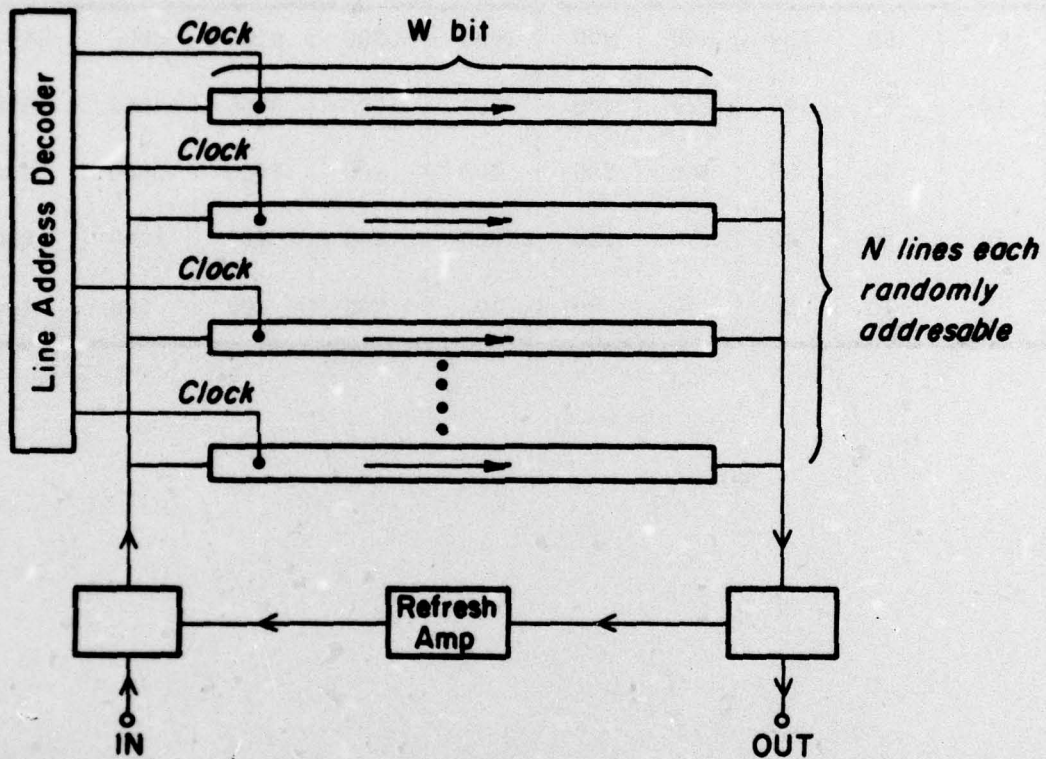 Clock
W bit
Line Address Decoder
Clock
Clock
Clock
N lines each
randomly
addresable
Refresh
Amp
IN
OUT